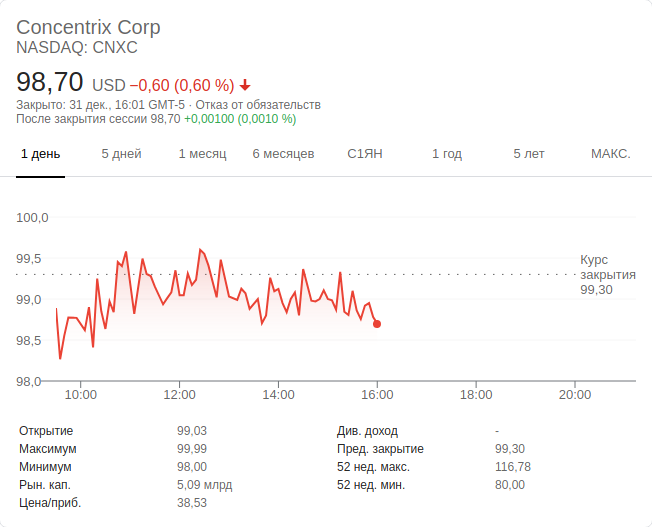 Concentrix Corp
NASDAQ: CNXC
98,70 USD −0,60 (0,60 %)
Закрыто: 31 дек., 16:01 GMT-5 · Отказ от обязательств
После закрытия сессии 98,70 +0,00100 (0,0010 %)
1 день 5 дней 1 месяц 6 месяцев С1ЯН 1 год 5 лет МАКС.
100,0
99,5
Курс
закрытия
99,30
99,0
98,5
98,0
10:00 12:00 14:00 16:00 18:00 20:00
Открытие 99,03 Див. доход -
Максимум 99,99 Пред. закрытие 99,30
Минимум 98,00 52 нед. макс. 116,78
Рын. кап. 5,09 млрд 52 нед. мин. 80,00
Цена/приб. 38,53